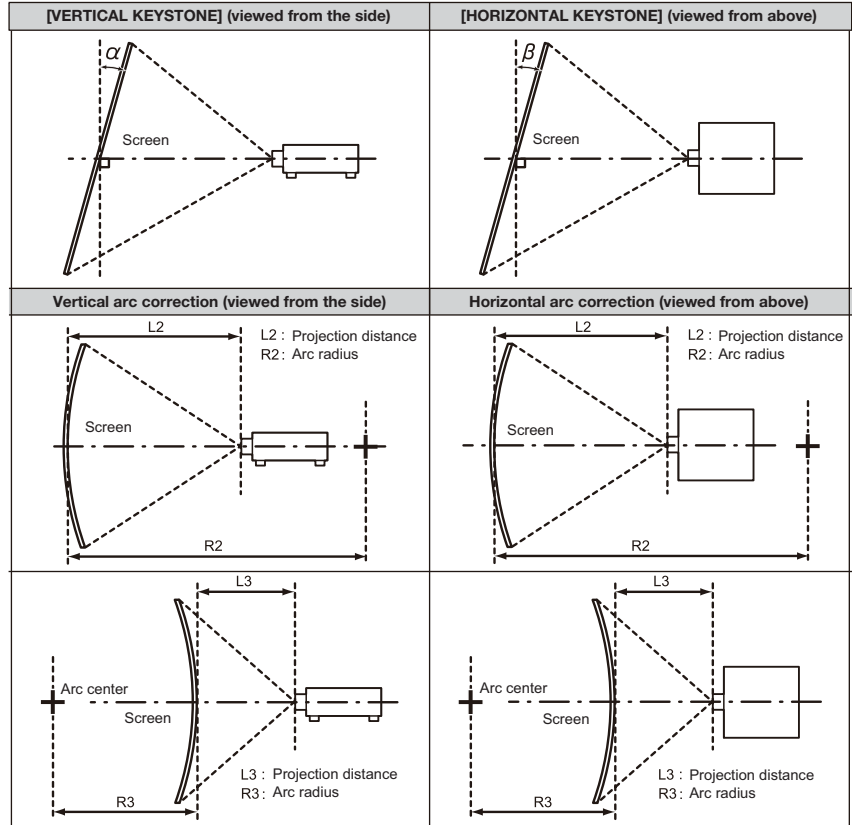 [VERTICAL KEYSTONE] (viewed from the side)
[HORIZONTAL KEYSTONE] (viewed from above)
α
Screen
β
Screen
Vertical arc correction (viewed from the side)
Horizontal arc correction (viewed from above)
L2
L2 : Projection distance
R2: Arc radius
Screen
R2
L2
L2 : Projection distance
R2: Arc radius
Screen
R2
L3
Arc center
Screen
L3 : Projection distance
R3: Arc radius
R3
L3
Arc center
Screen
L3 : Projection distance
R3: Arc radius
R3